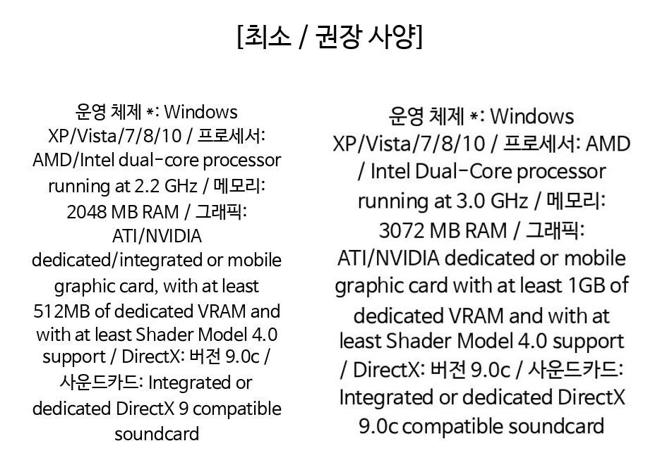 [최소 / 권장 사양]
운영 체제 *: Windows
XP/Vista/7/8/10 / 프로세서:
AMD/Intel dual-core processor
running at 2.2 GHz / 메모리:
2048 MB RAM / 그래픽:
ATI/NVIDIA
dedicated/integrated or mobile
graphic card, with at least
512MB of dedicated VRAM and
with at least Shader Model 4.0
support / DirectX: 버전 9.0c /
사운드카드: Integrated or
dedicated DirectX 9 compatible
soundcard
운영 체제 *: Windows
XP/Vista/7/8/10 / 프로세서: AMD
/ Intel Dual-Core processor
running at 3.0 GHz / 메모리:
3072 MB RAM / 그래픽:
ATI/NVIDIA dedicated or mobile
graphic card with at least 1GB of
dedicated VRAM and with at
least Shader Model 4.0 support
/ DirectX: 버전 9.0c / 사운드카드:
Integrated or dedicated DirectX
9.0c compatible soundcard